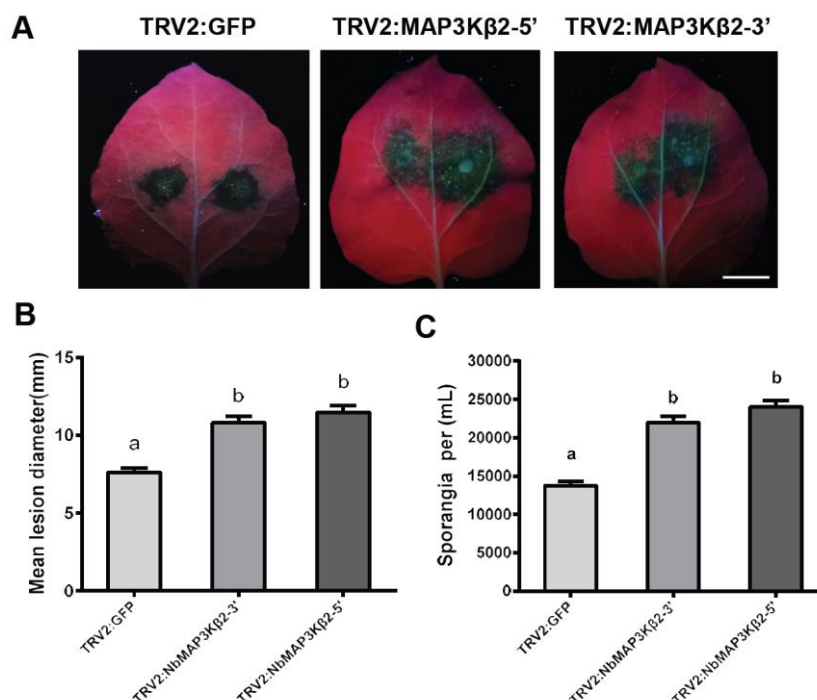 A
TRV2:GFP TRV2:MAP3Kβ2-5' TRV2:MAP3Kβ2-3'
B
Mean lesion diameter(mm)
15
10
5
0
a
b
b
TRV2:GFP
TRV2:NbMAP3Kβ2-3'
TRV2:NbMAP3Kβ2-5'
C
Sporangia per (mL)
30000
25000
20000
15000
10000
5000
0
a
b
b
TRV2:GFP
TRV2:NbMAP3Kβ2-3'
TRV2:NbMAP3Kβ2-5'